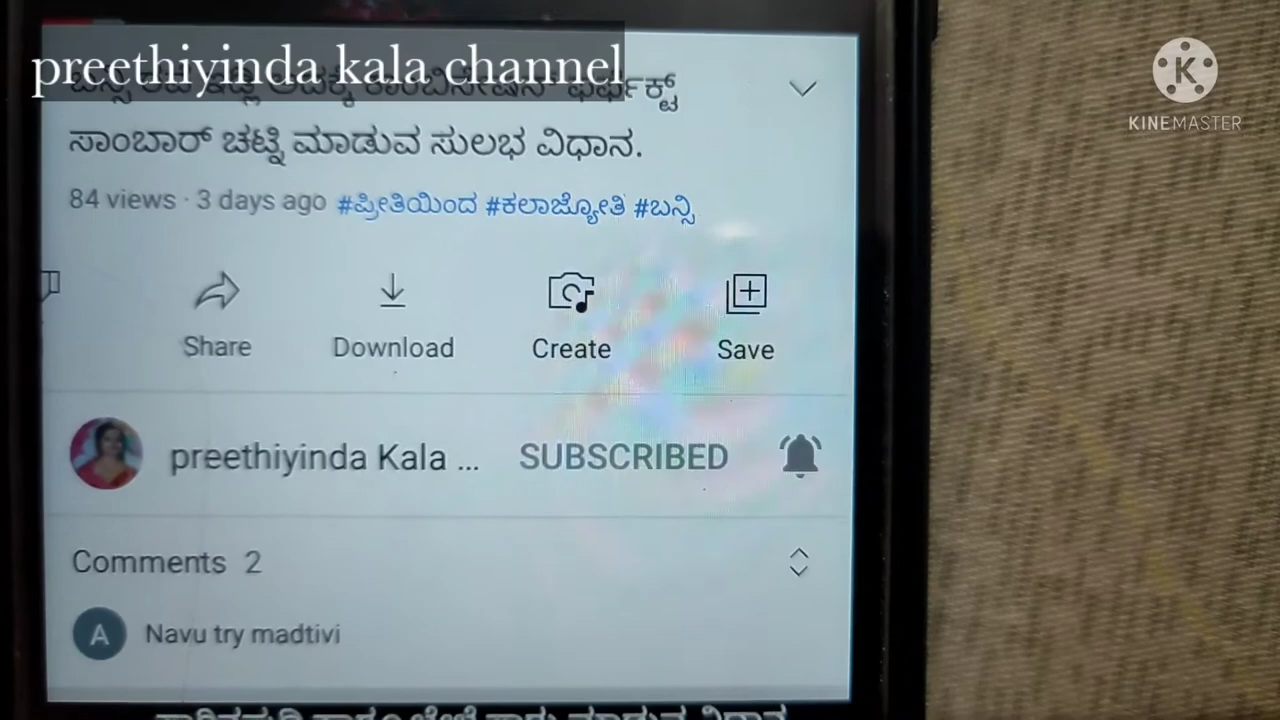 preethiyinda kala channel
KINEMASTER
ಸಾಂಬಾರ್ ಚಟ್ನಿ ಮಾಡುವ ಸುಲಭ ವಿಧಾನ.
84 views · 3 days ago #ಪ್ರೀತಿಯಿಂದ #ಕಲಾಜ್ಯೋತಿ #ಬನ್ಸಿ
Share Download Create Save
preethiyinda Kala ... SUBSCRIBED
Comments 2
A Navu try madtivi